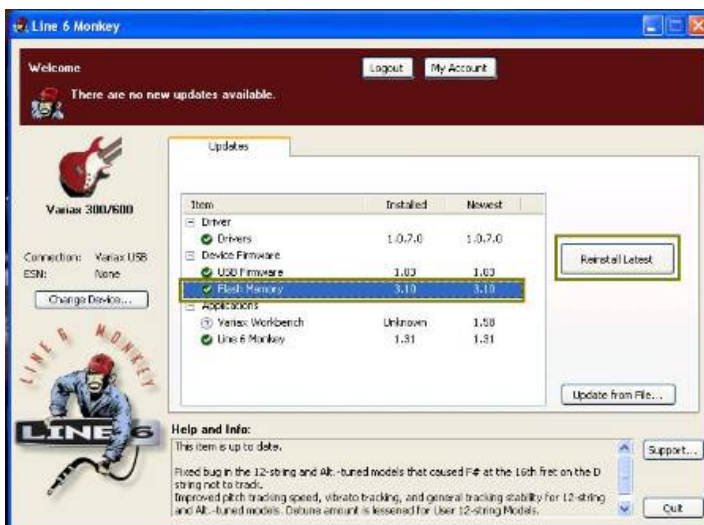 Line 6 Monkey
Welcome
Logout My Account
There are no new updates available.
Updates
Variax 300/600
Item Installed Newest
Driver
Drivers 1.0.7.0 1.0.7.0
Connection: Variax USB
Device Firmware
Reinstall Latest
ESN: None
USB Firmware 1.03 1.03
Flash Memory 3.10 3.10
Change Device...
Applications
Variax Workbench Unknown 1.50
Line 6 Monkey 1.31 1.31
LINE 6 MONKEY
Update from File...
LINE 6
Help and Info:
This item is up to date.
Support...
Fixed bug in the 12-string and Alt.-tuned models that caused F# at the 16th fret on the D
string not to track.
Improved pitch tracking speed, vibrato tracking, and general tracking stability for 12-string
and Alt.-tuned models. Detune amount is lessened for User 12-string Models.
Quit